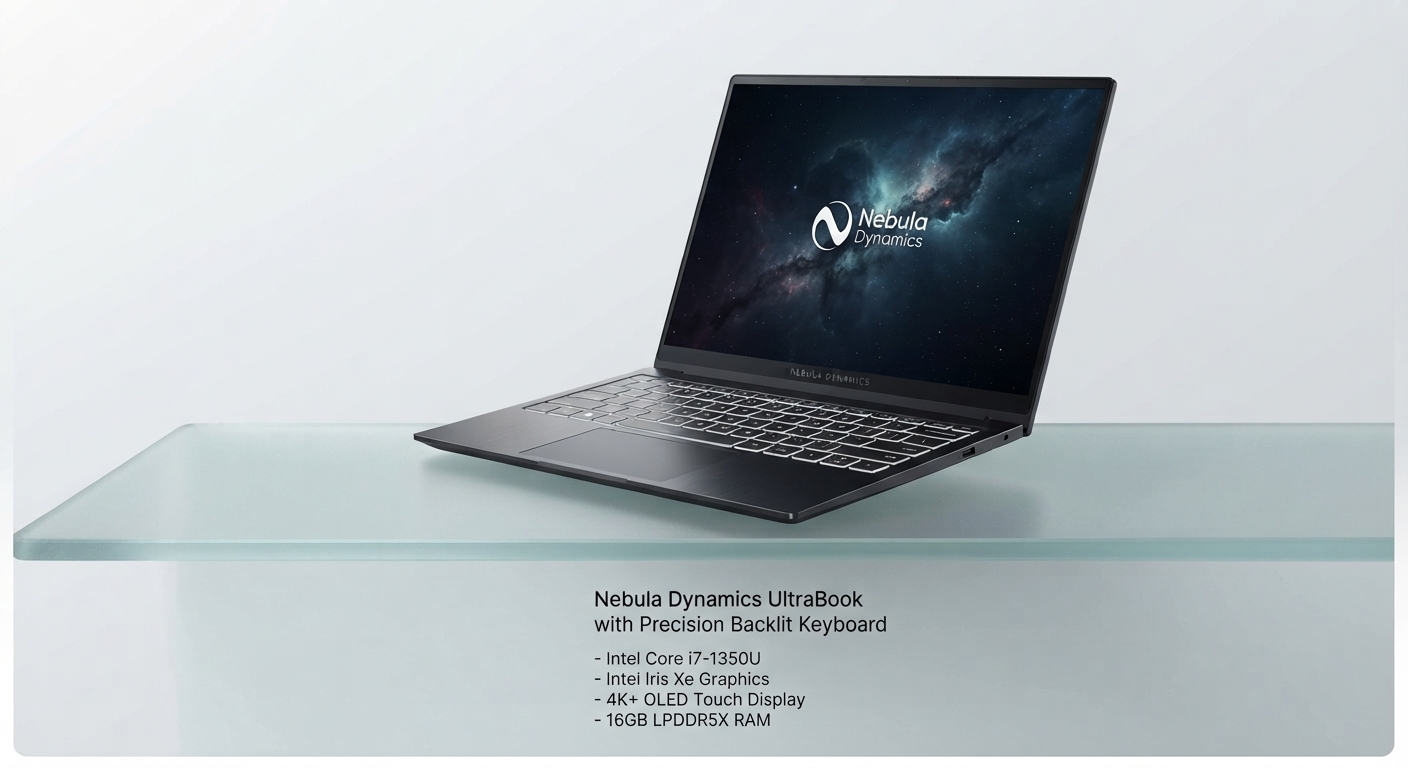 Nebula
Dynamics
NEBULA DYNAMICS
Nebula Dynamics UltraBook
with Precision Backlit Keyboard
- Intel Core i7-1350U
- Intei Iris Xe Graphics
- 4K+ OLED Touch Display
- 16GB LPDDR5X RAM